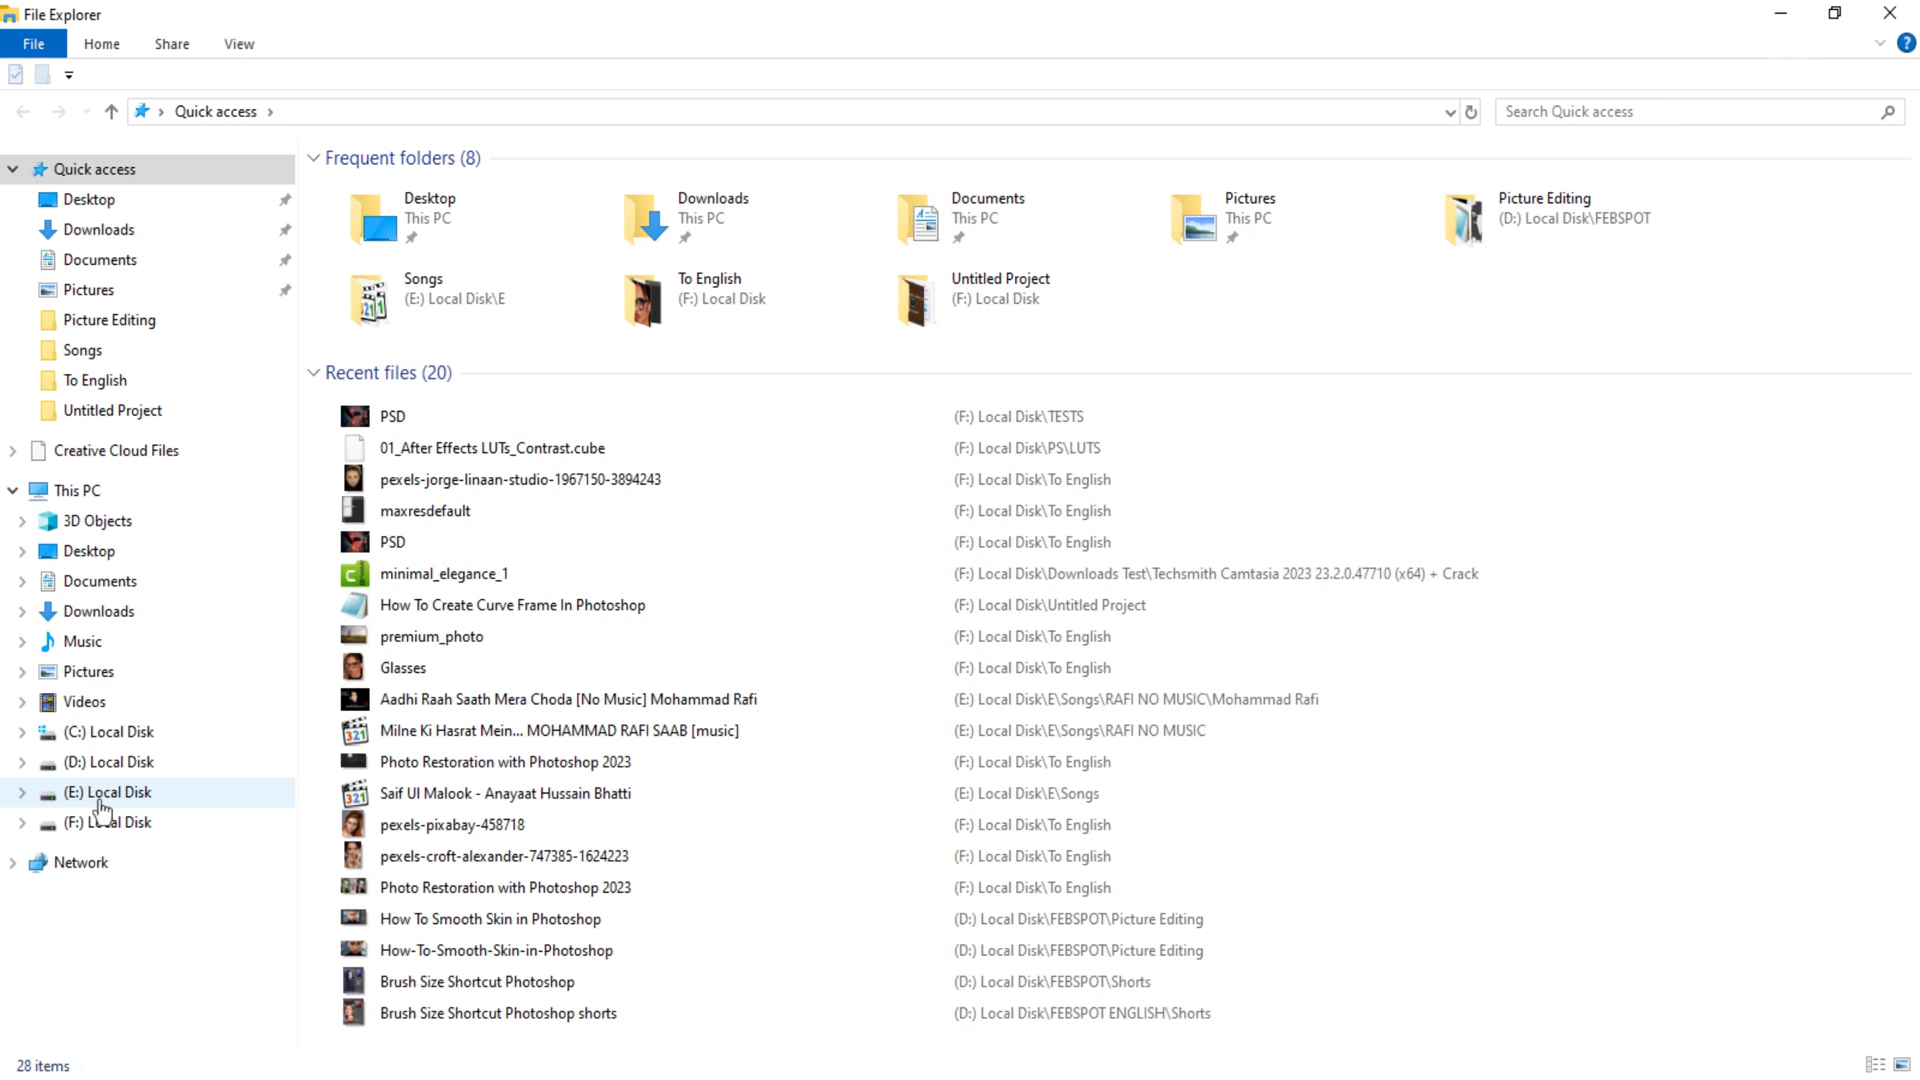 File Explorer
File Home Share View
Quick access
Search Quick access
Quick access
Desktop
Downloads
Documents
Pictures
Picture Editing
Songs
To English
Untitled Project
Creative Cloud Files
This PC
3D Objects
Desktop
Documents
Downloads
Music
Pictures
Videos
(C:) Local Disk
(D:) Local Disk
(E:) Local Disk
(F:) Local Disk
Network
Frequent folders (8)
Desktop
This PC
Downloads
This PC
Documents
This PC
Pictures
This PC
Picture Editing
(D:) Local Disk\FEBSPOT
Songs
(E:) Local Disk\E
To English
(F:) Local Disk
Untitled Project
(F:) Local Disk
Recent files (20)
PSD (F:) Local Disk\TESTS
01_After Effects LUTs_Contrast.cube (F:) Local Disk\PS\LUTS
pexels-jorge-linaan-studio-1967150-3894243 (F:) Local Disk\To English
maxresdefault (F:) Local Disk\To English
PSD (F:) Local Disk\To English
minimal_elegance_1 (F:) Local Disk\Downloads Test\Techsmith Camtasia 2023 23.2.0.47710 (x64) + Crack
How To Create Curve Frame In Photoshop (F:) Local Disk\Untitled Project
premium_photo (F:) Local Disk\To English
Glasses (F:) Local Disk\To English
Aadhi Raah Saath Mera Choda [No Music] Mohammad Rafi (E:) Local Disk\E\Songs\RAFI NO MUSIC\Mohammad Rafi
Milne Ki Hasrat Mein... MOHAMMAD RAFI SAAB [music] (E:) Local Disk\E\Songs\RAFI NO MUSIC
Photo Restoration with Photoshop 2023 (F:) Local Disk\To English
Saif Ul Malook - Anayaat Hussain Bhatti (E:) Local Disk\E\Songs
pexels-pixabay-458718 (F:) Local Disk\To English
pexels-croft-alexander-747385-1624223 (F:) Local Disk\To English
Photo Restoration with Photoshop 2023 (F:) Local Disk\To English
How To Smooth Skin in Photoshop (D:) Local Disk\FEBSPOT\Picture Editing
How-To-Smooth-Skin-in-Photoshop (D:) Local Disk\FEBSPOT\Picture Editing
Brush Size Shortcut Photoshop (D:) Local Disk\FEBSPOT\Shorts
Brush Size Shortcut Photoshop shorts (D:) Local Disk\FEBSPOT ENGLISH\Shorts
28 items